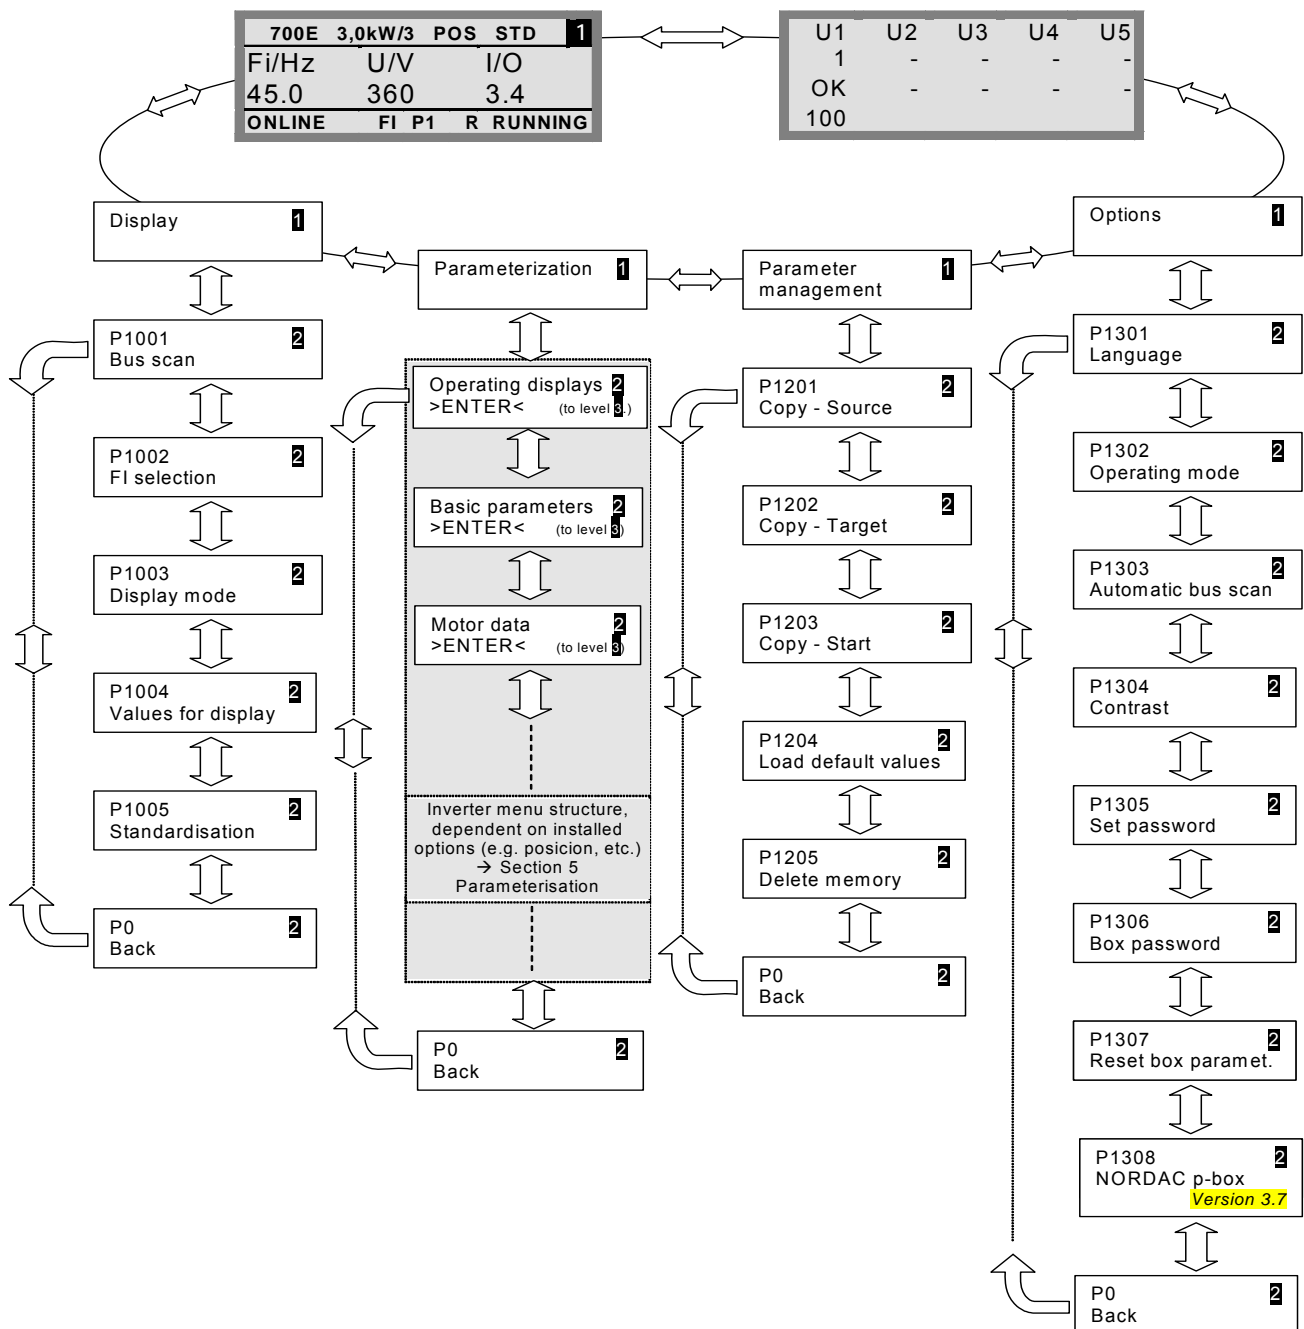 700E 3,0kW/3 POS STD 1
Fi/Hz U/V I/O
45.0 360 3.4
ONLINE FI P1 R RUNNING
U1 U2 U3 U4 U5
1 - - - -
OK - - - -
100
Display 1
P1001 2
Bus scan
P1002 2
FI selection
P1003 2
Display mode
P1004 2
Values for display
P1005 2
Standardisation
P0 2
Back
Parameterization 1
Operating displays 2
>ENTER< (to level 3.)
Basic parameters 2
>ENTER< (to level 3)
Motor data 2
>ENTER< (to level 3)
Inverter menu structure,
dependent on installed
options (e.g. posicion, etc.)
→ Section 5
Parameterisation
P0 2
Back
Parameter 1
management
P1201 2
Copy - Source
P1202 2
Copy - Target
P1203 2
Copy - Start
P1204 2
Load default values
P1205 2
Delete memory
P0 2
Back
Options 1
P1301 2
Language
P1302 2
Operating mode
P1303 2
Automatic bus scan
P1304 2
Contrast
P1305 2
Set password
P1306 2
Box password
P1307 2
Reset box paramet.
P1308 2
NORDAC p-box
Version 3.7
P0 2
Back